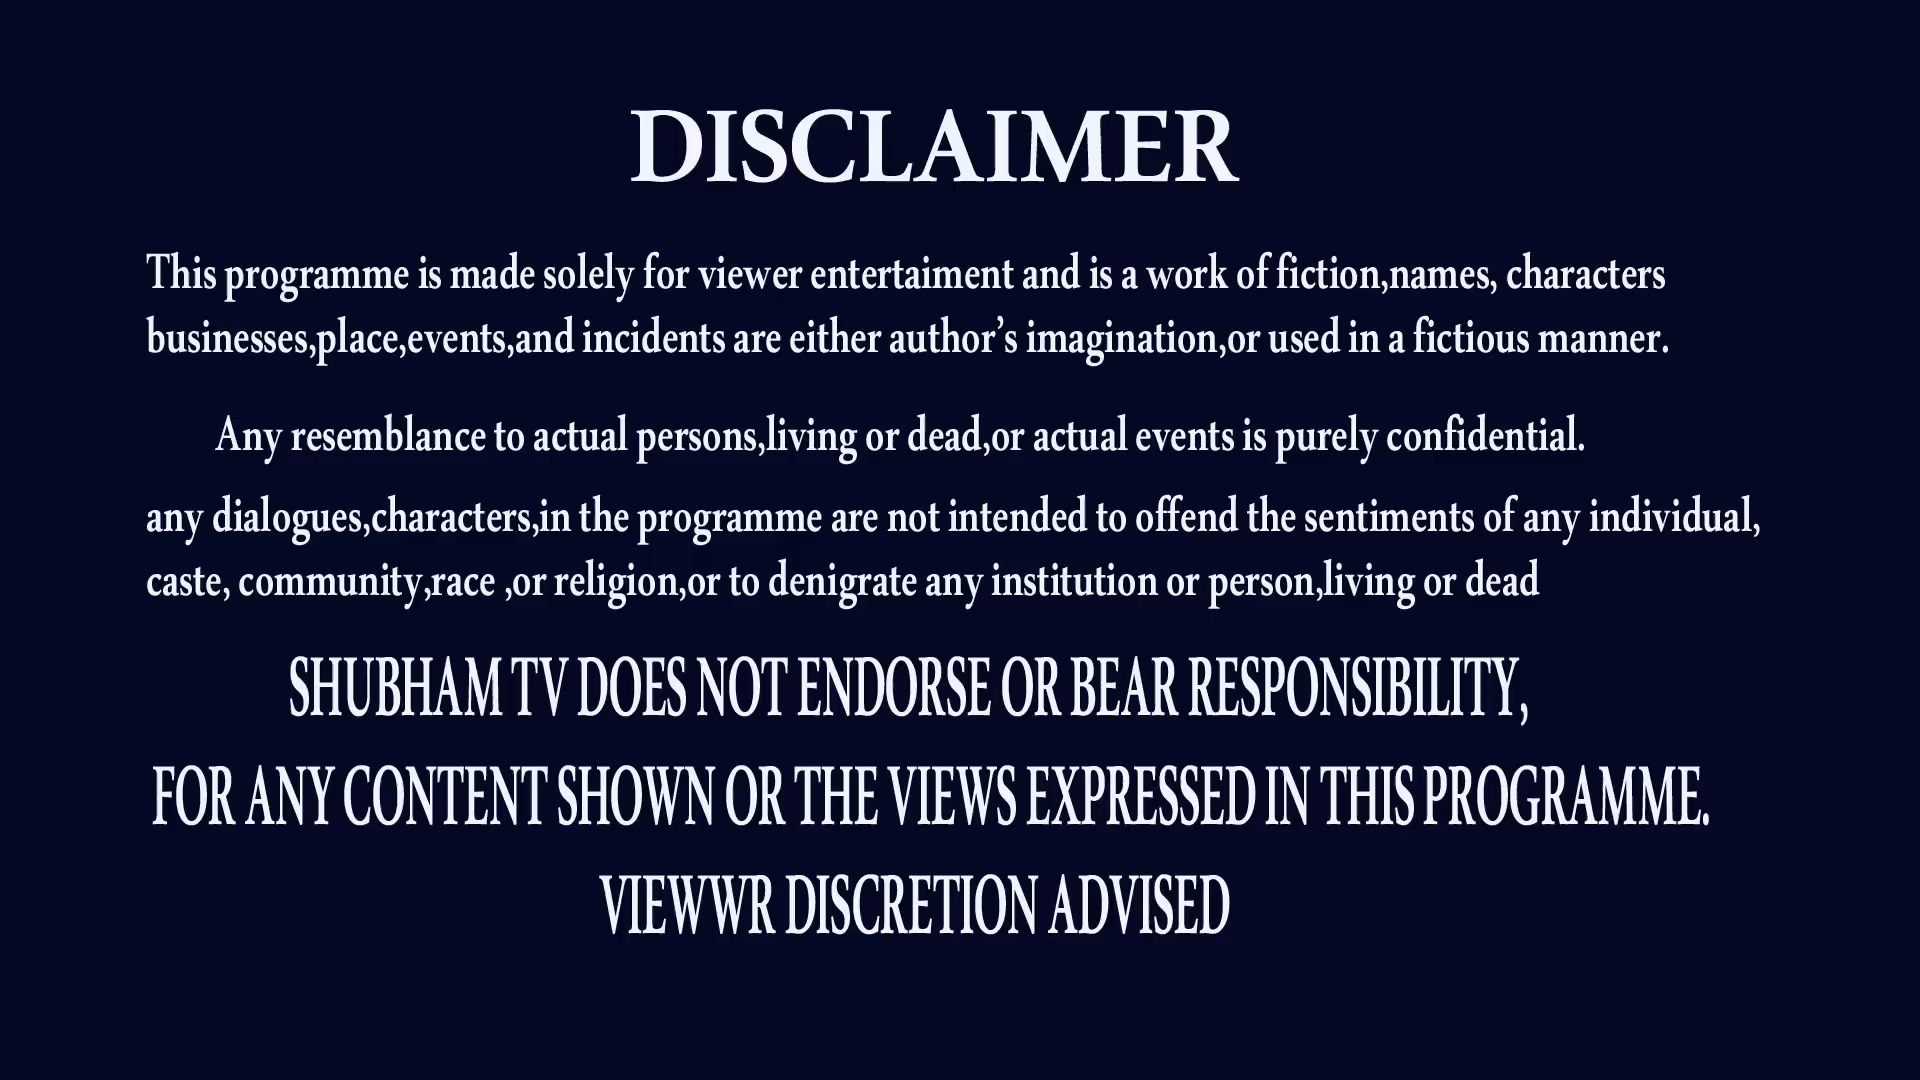 DISCLAIMER
This programme is made solely for viewer entertaiment and is a work of fiction,names, characters
businesses,place,events,and incidents are either author’s imagination,or used in a fictious manner.
Any resemblance to actual persons,living or dead,or actual events is purely confidential.
any dialogues,characters,in the programme are not intended to offend the sentiments of any individual,
caste, community,race ,or religion,or to denigrate any institution or person,living or dead
SHUBHAM TV DOES NOT ENDORSE OR BEAR RESPONSIBILITY,
FOR ANY CONTENT SHOWN OR THE VIEWS EXPRESSED IN THIS PROGRAMME.
VIEWWR DISCRETION ADVISED